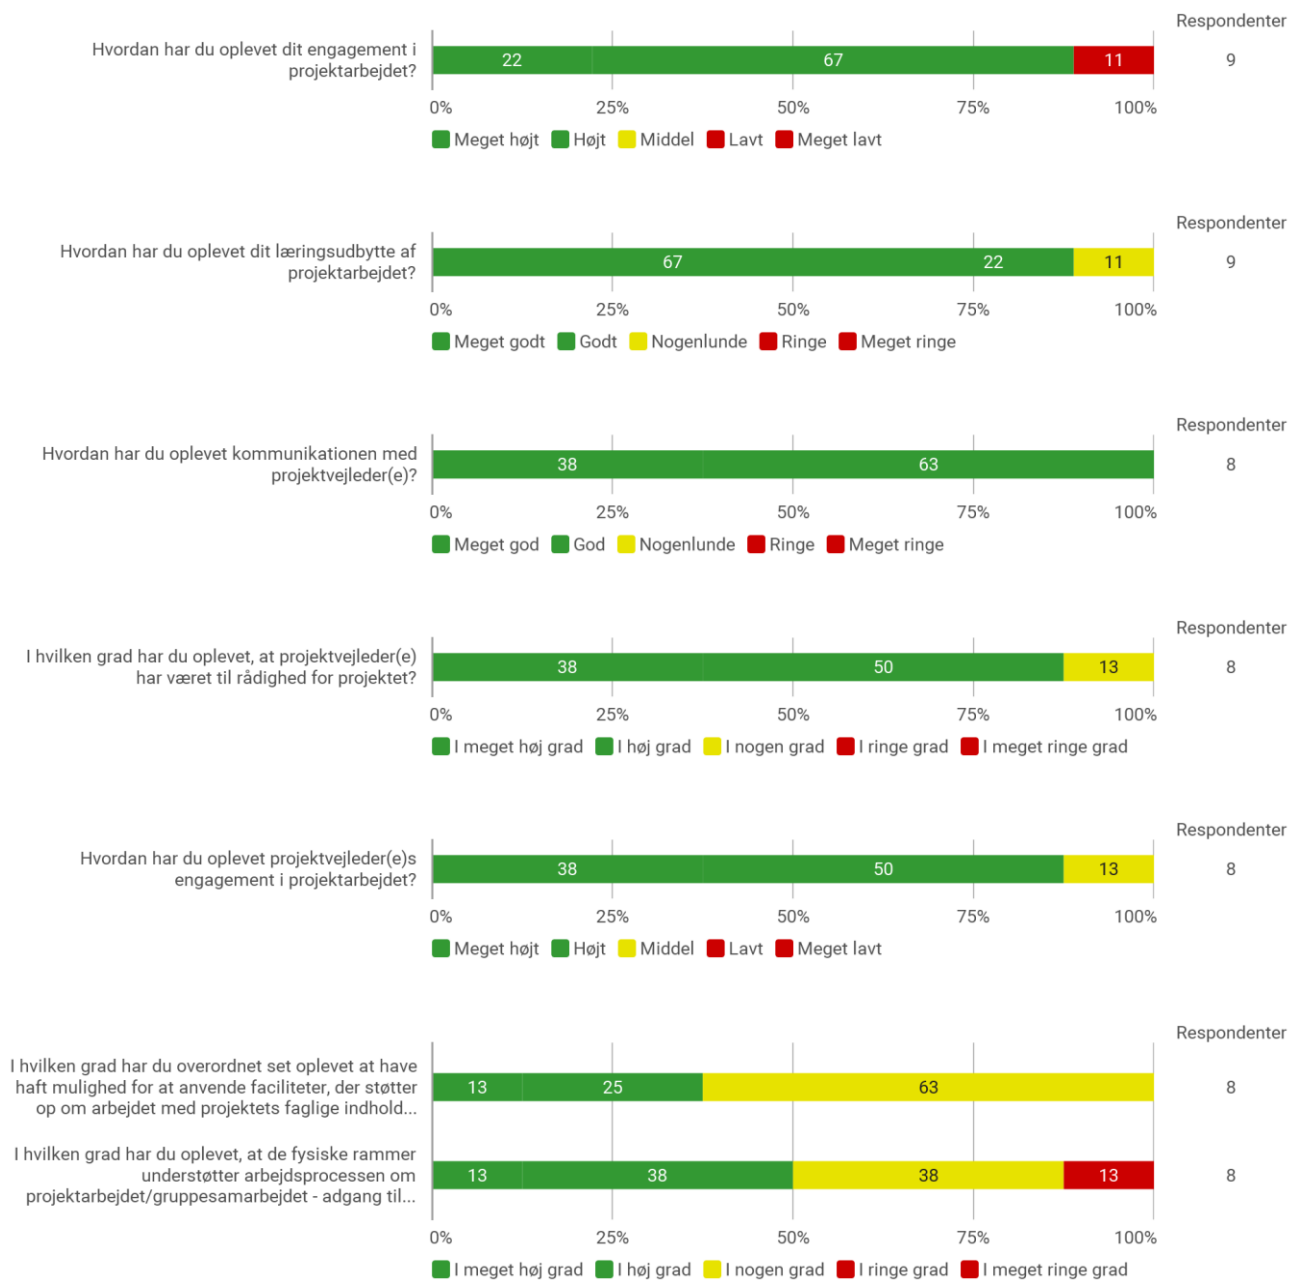 Respondenter
Hvordan har du oplevet dit engagement i
projektarbejdet?
22 67 11 9
0% 25% 50% 75% 100%
Meget højt Højt Middel Lavt Meget lavt
Respondenter
Hvordan har du oplevet dit læringsudbytte af
projektarbejdet?
67 22 11 9
0% 25% 50% 75% 100%
Meget godt Godt Nogenlunde Ringe Meget ringe
Respondenter
Hvordan har du oplevet kommunikationen med
projektvejleder(e)?
38 63 8
0% 25% 50% 75% 100%
Meget god God Nogenlunde Ringe Meget ringe
Respondenter
I hvilken grad har du oplevet, at projektvejleder(e)
har været til rådighed for projektet?
38 50 13 8
0% 25% 50% 75% 100%
I meget høj grad I høj grad I nogen grad I ringe grad I meget ringe grad
Respondenter
Hvordan har du oplevet projektvejleder(e)s
engagement i projektarbejdet?
38 50 13 8
0% 25% 50% 75% 100%
Meget højt Højt Middel Lavt Meget lavt
Respondenter
I hvilken grad har du overordnet set oplevet at have
haft mulighed for at anvende faciliteter, der støtter
op om arbejdet med projektets faglige indhold...
13 25 63 8
I hvilken grad har du oplevet, at de fysiske rammer
understøtter arbejdsprocessen om
projektarbejdet/gruppesamarbejdet - adgang til...
13 38 38 13 8
0% 25% 50% 75% 100%
I meget høj grad I høj grad I nogen grad I ringe grad I meget ringe grad